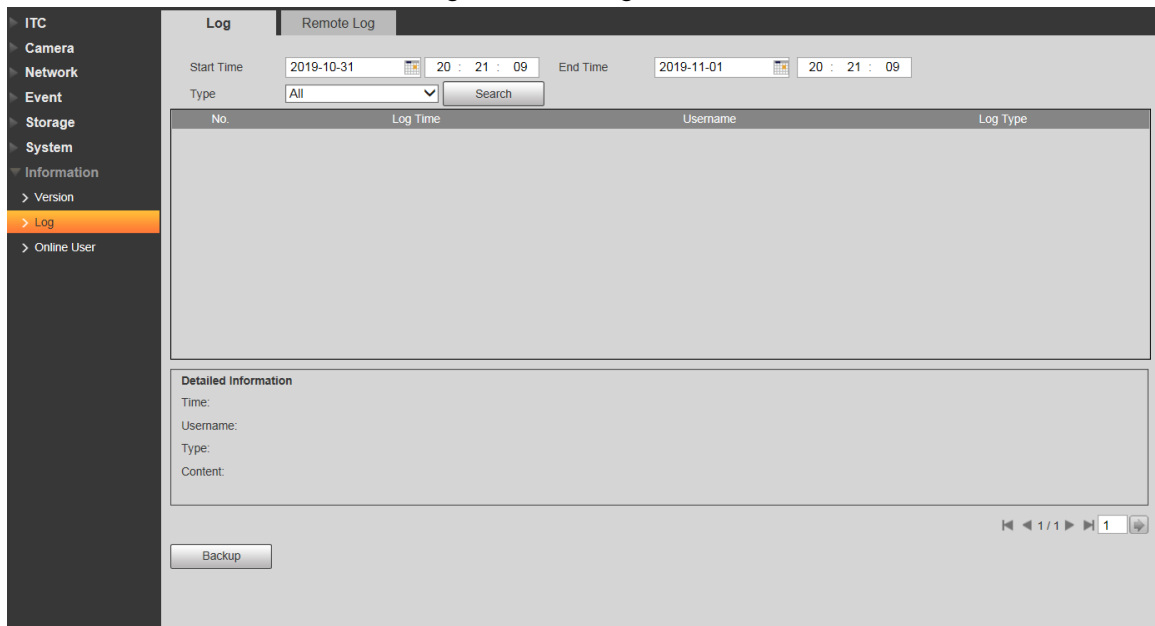 ITC
Camera
Network
Event
Storage
System
Information
Version
Log
Online User
Log Remote Log
Start Time 2019-10-31 20 : 21 : 09 End Time 2019-11-01 20 : 21 : 09
Type All Search
No. Log Time Username Log Type
Detailed Information
Time:
Username:
Type:
Content:
1 / 1 1
Backup